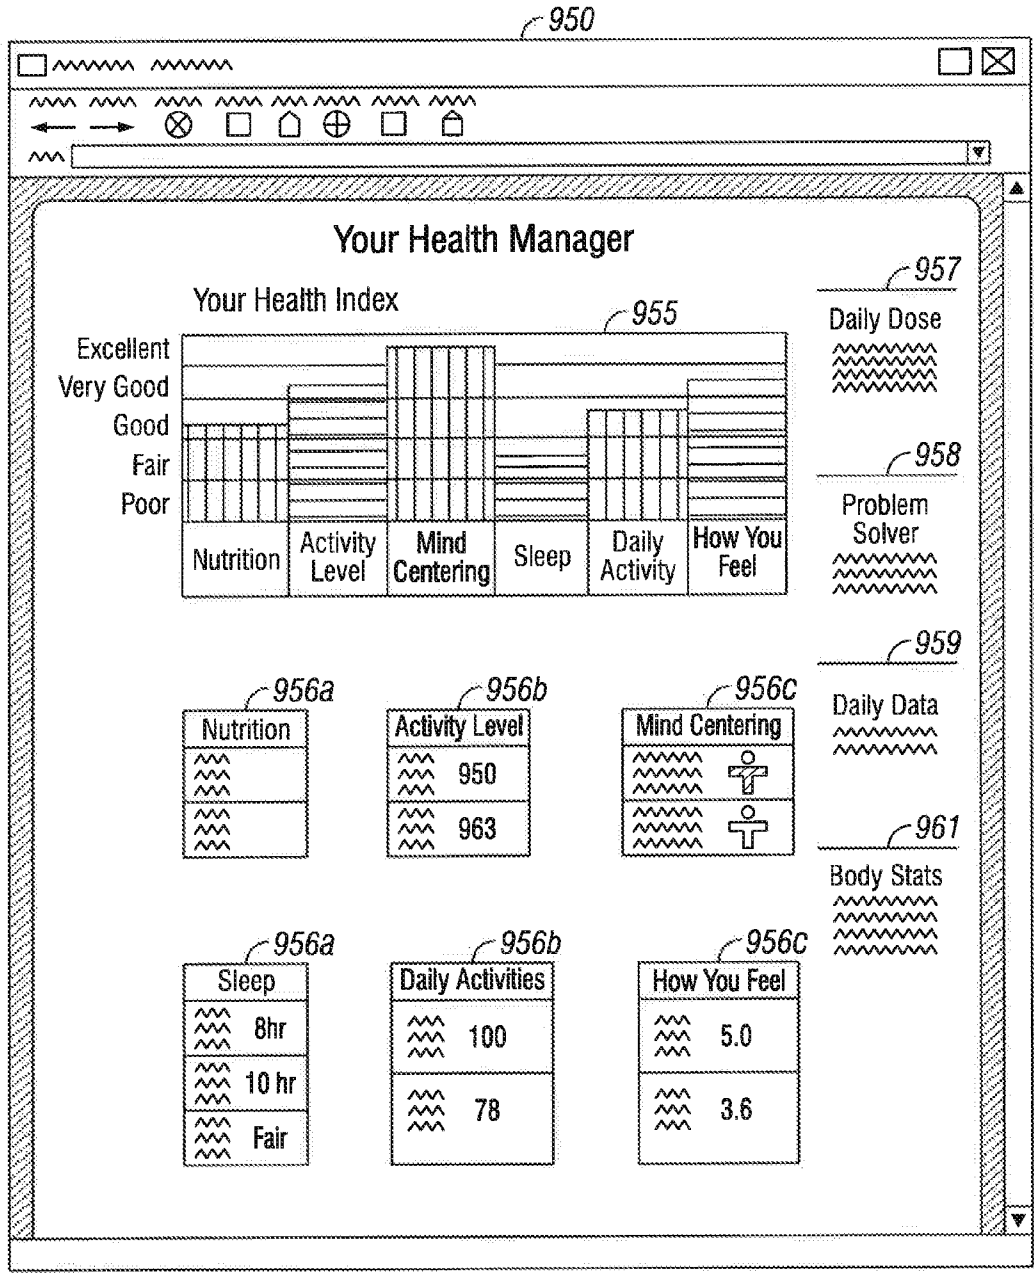 950
Your Health Manager
Your Health Index
955
Excellent
Very Good
Good
Fair
Poor
Nutrition
Activity
Level
Mind
Centering
Sleep
Daily
Activity
How You
Feel
957
Daily Dose
958
Problem
Solver
959
Daily Data
961
Body Stats
956a
Nutrition
956b
Activity Level
950
963
956c
Mind Centering
956a
Sleep
8hr
10 hr
Fair
956b
Daily Activities
100
78
956c
How You Feel
5.0
3.6